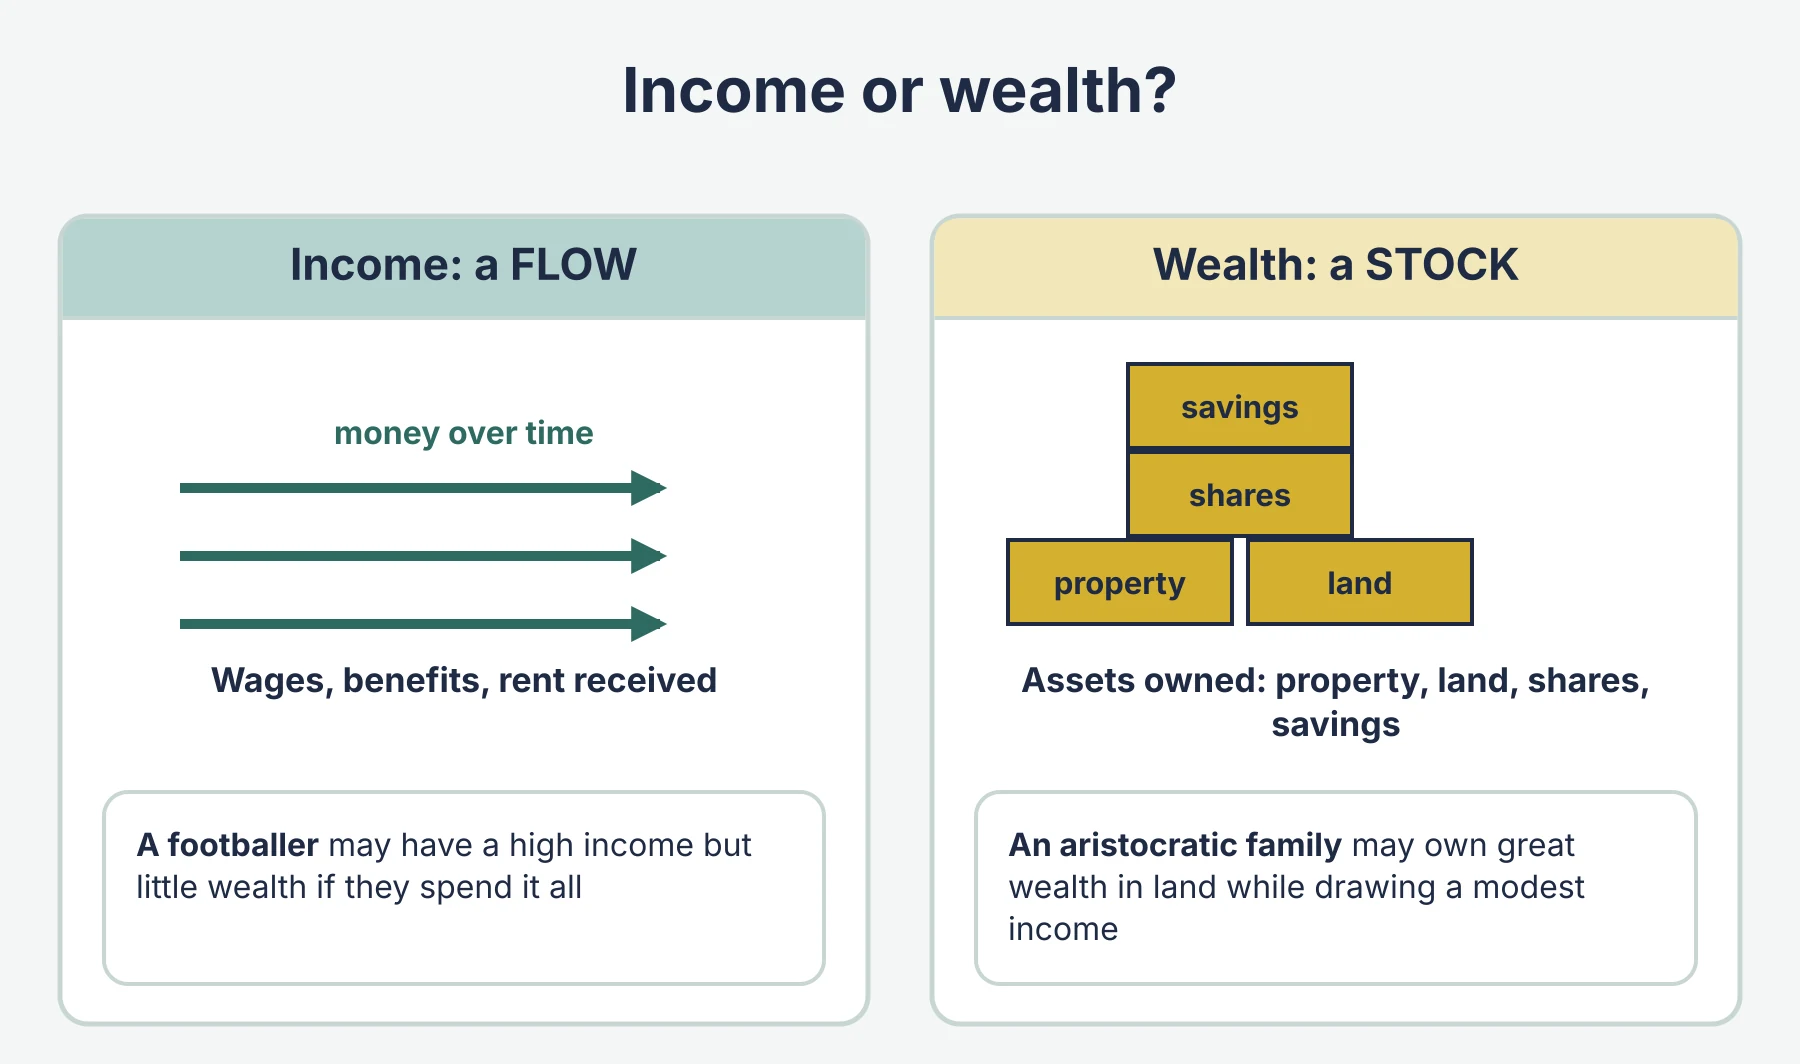 Income or wealth?
Income: a FLOW
money over time
Wages, benefits, rent received
A footballer may have a high income but
little wealth if they spend it all
Wealth: a STOCK
savings
shares
property
land
Assets owned: property, land, shares,
savings
An aristocratic family may own great
wealth in land while drawing a modest
income